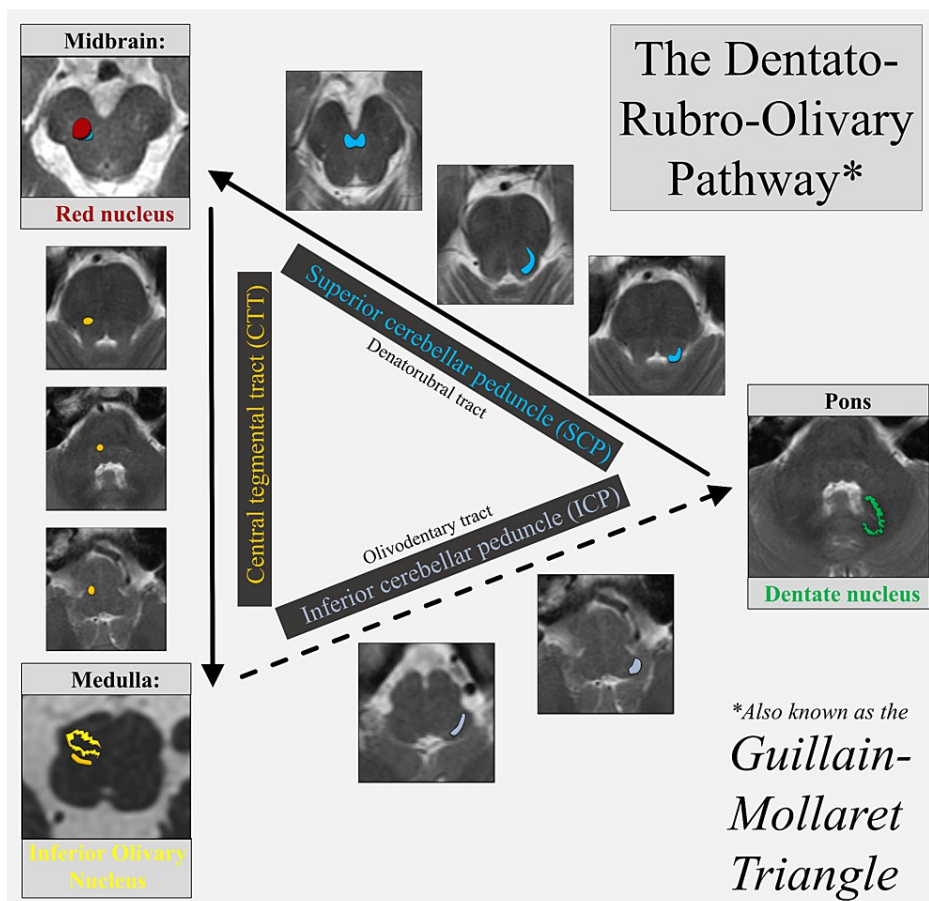 Midbrain:
Red nucleus
The Dentato-
Rubro-Olivary
Pathway*
Superior cerebellar peduncle (SCP)
Denatorubral tract
Central tegmental tract (CTT)
Olivodentary tract
Inferior cerebellar peduncle (ICP)
Pons
Dentate nucleus
Medulla:
Inferior Olivary
Nucleus
*Also known as the
Guillain-
Mollaret
Triangle